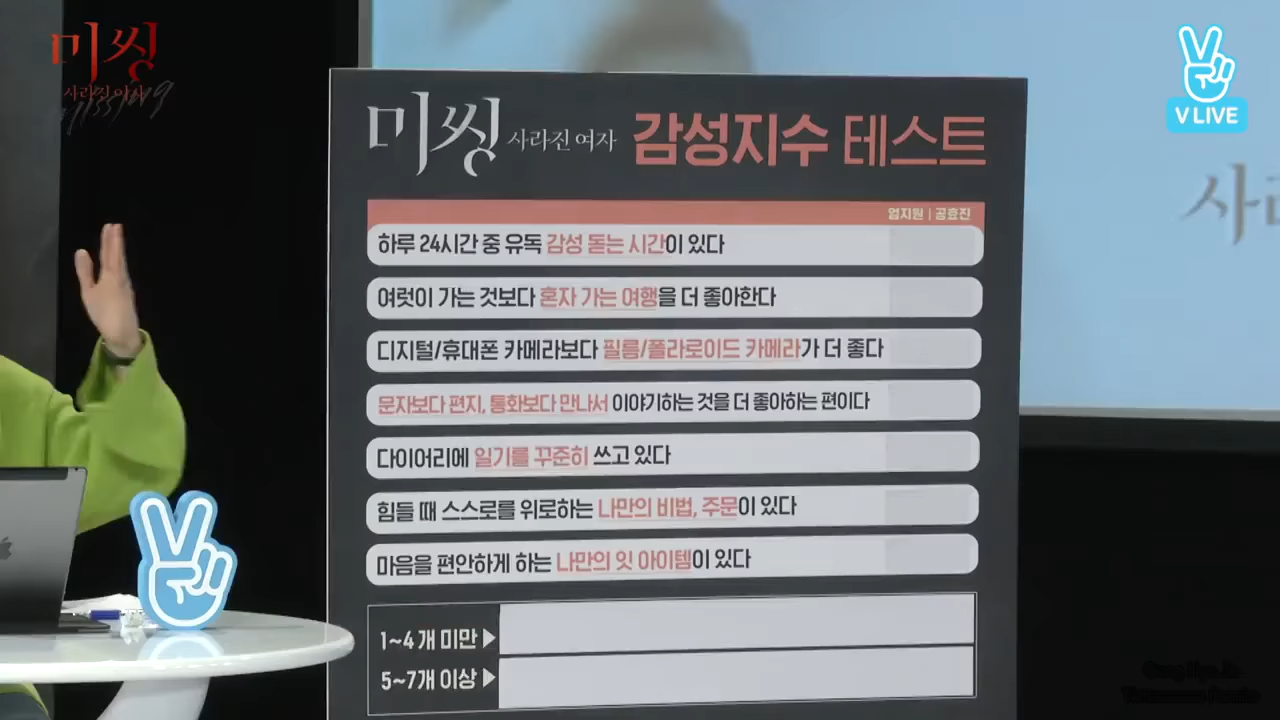 미씽
사라진 여자
V LIVE
미씽 사라진 여자 감성지수 테스트
사라
엄지원 | 공효진
하루 24시간 중 유독 감성 돋는 시간이 있다
여럿이 가는 것보다 혼자 가는 여행을 더 좋아한다
디지털/휴대폰 카메라보다 필름/폴라로이드 카메라가 더 좋다
문자보다 편지, 통화보다 만나서 이야기하는 것을 더 좋아하는 편이다
다이어리에 일기를 꾸준히 쓰고 있다
힘들 때 스스로를 위로하는 나만의 비법, 주문이 있다
마음을 편안하게 하는 나만의 잇 아이템이 있다
1~4개 미만 ▶
5~7개 이상 ▶